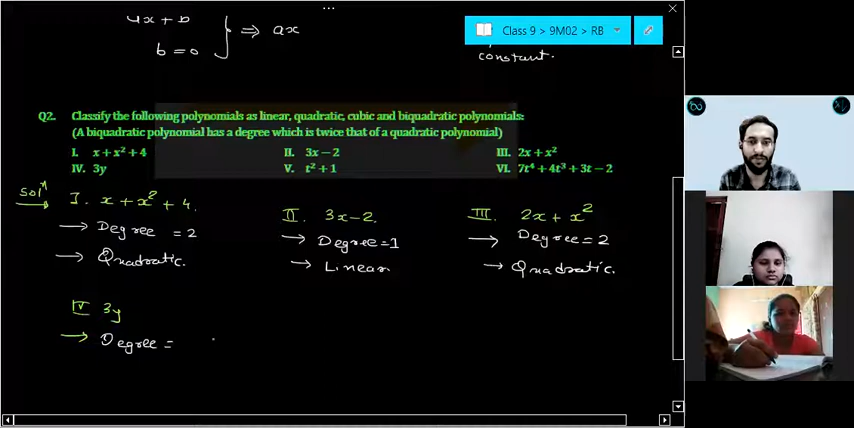 4x + b
b = 0
⇒ ax
Class 9 > 9M02 > RB
constant.
Q2. Classify the following polynomials as linear, quadratic, cubic and biquadratic polynomials:
(A biquadratic polynomial has a degree which is twice that of a quadratic polynomial)
I. x + x² + 4 II. 3x − 2 III. 2x + x²
IV. 3y V. t² + 1 VI. 7t⁴ + 4t³ + 3t − 2
Solⁿ
I. x + x² + 4.
→ Degree = 2
→ Quadratic.
II. 3x - 2.
→ Degree = 1
→ Linear.
III. 2x + x²
→ Degree = 2
→ Quadratic.
IV 3y
→ Degree =